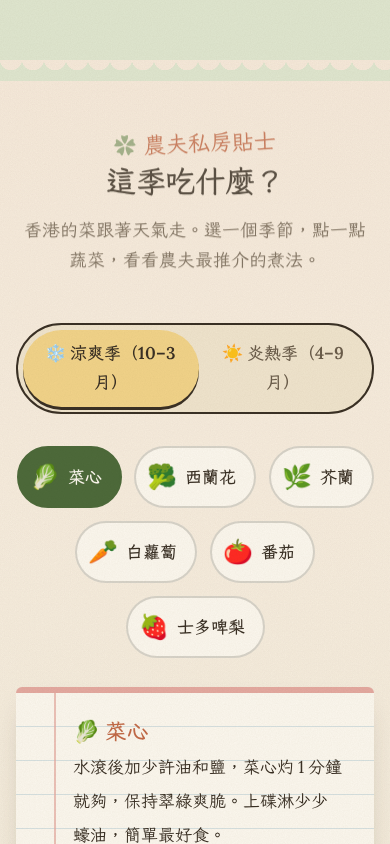 農夫私房貼士
這季吃什麼？
香港的菜跟著天氣走。選一個季節，點一點
蔬菜，看看農夫最推介的煮法。
涼爽季（10–3
月）
炎熱季（4–9
月）
菜心
西蘭花
芥蘭
白蘿蔔
番茄
士多啤梨
菜心
水滾後加少許油和鹽，菜心灼1分鐘
就夠，保持翠綠爽脆。上碟淋少少
蠔油，簡單最好食。